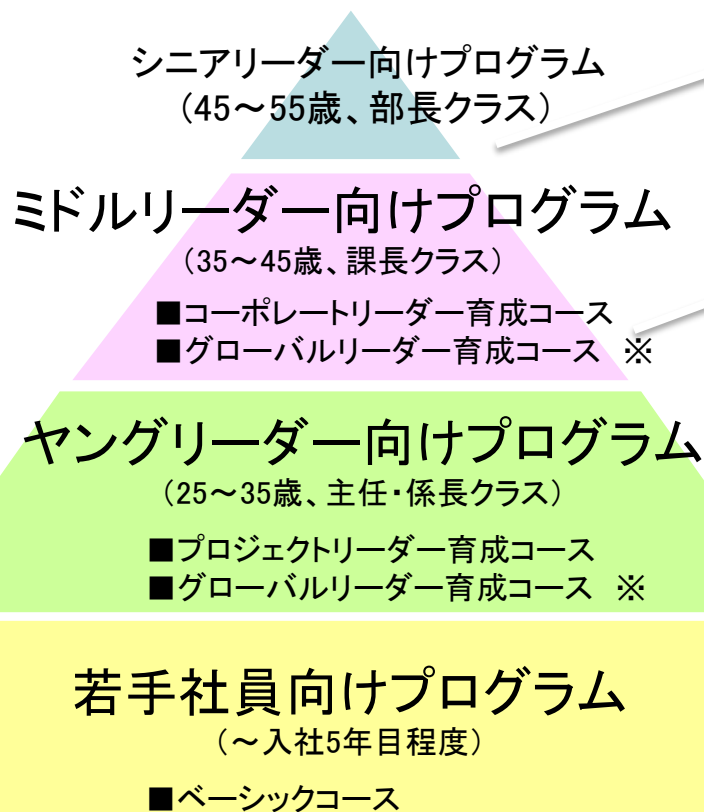 シニアリーダー向けプログラム
（45～55歳、部長クラス）
ミドルリーダー向けプログラム
（35～45歳、課長クラス）
■コーポレートリーダー育成コース
■グローバルリーダー育成コース ※
ヤングリーダー向けプログラム
（25～35歳、主任・係長クラス）
■プロジェクトリーダー育成コース
■グローバルリーダー育成コース ※
若手社員向けプログラム
（～入社5年目程度）
■ベーシックコース